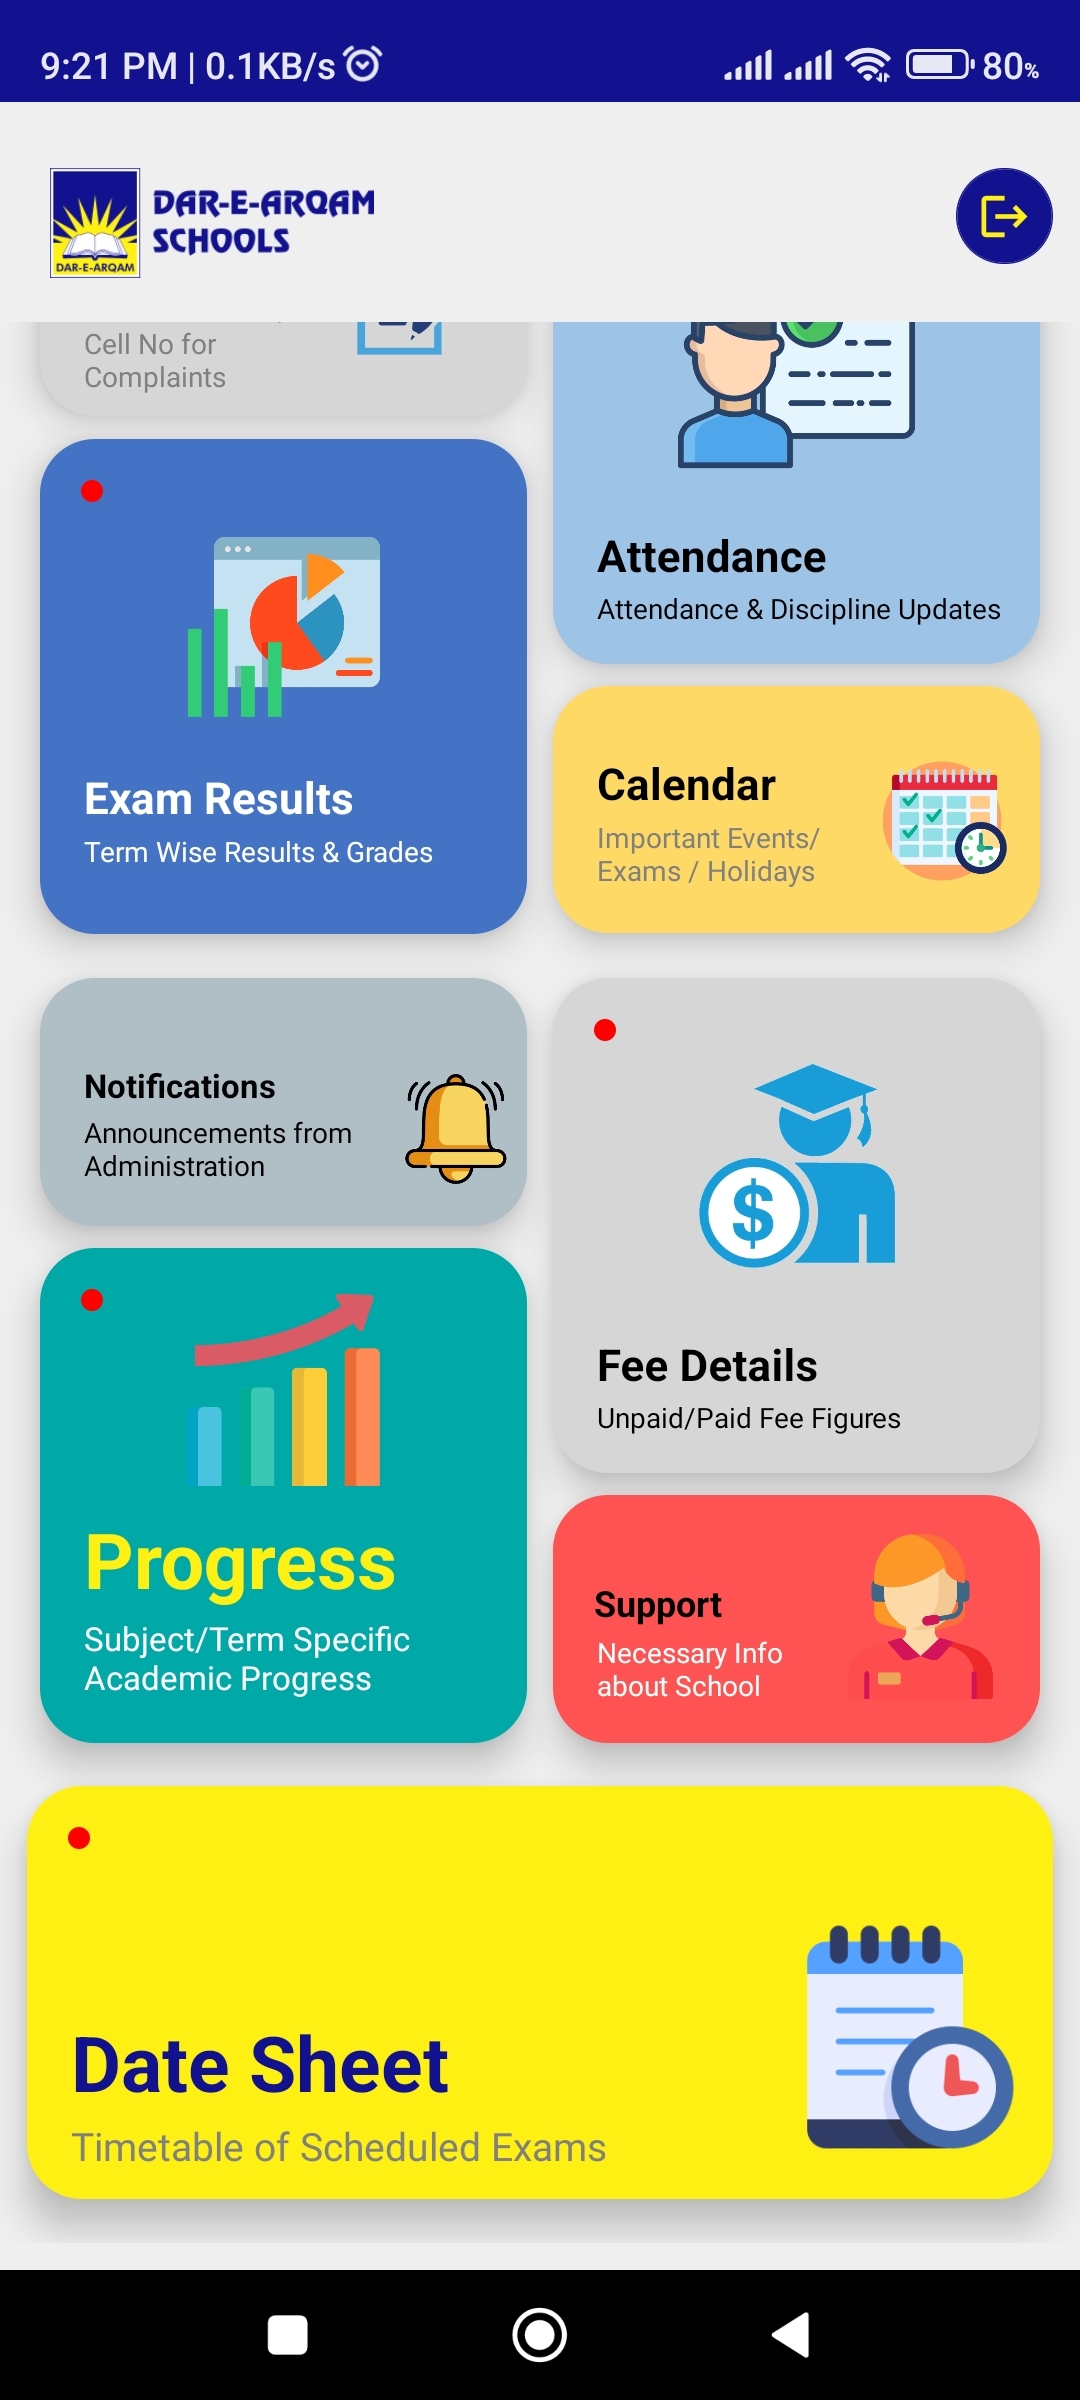 9:21 PM | 0.1KB/s
80%
DAR-E-ARQAM
SCHOOLS
DAR-E-ARQAM
Cell No for
Complaints
Attendance
Attendance & Discipline Updates
Exam Results
Term Wise Results & Grades
Calendar
Important Events/
Exams / Holidays
Notifications
Announcements from
Administration
$
Fee Details
Unpaid/Paid Fee Figures
Progress
Subject/Term Specific
Academic Progress
Support
Necessary Info
about School
Date Sheet
Timetable of Scheduled Exams